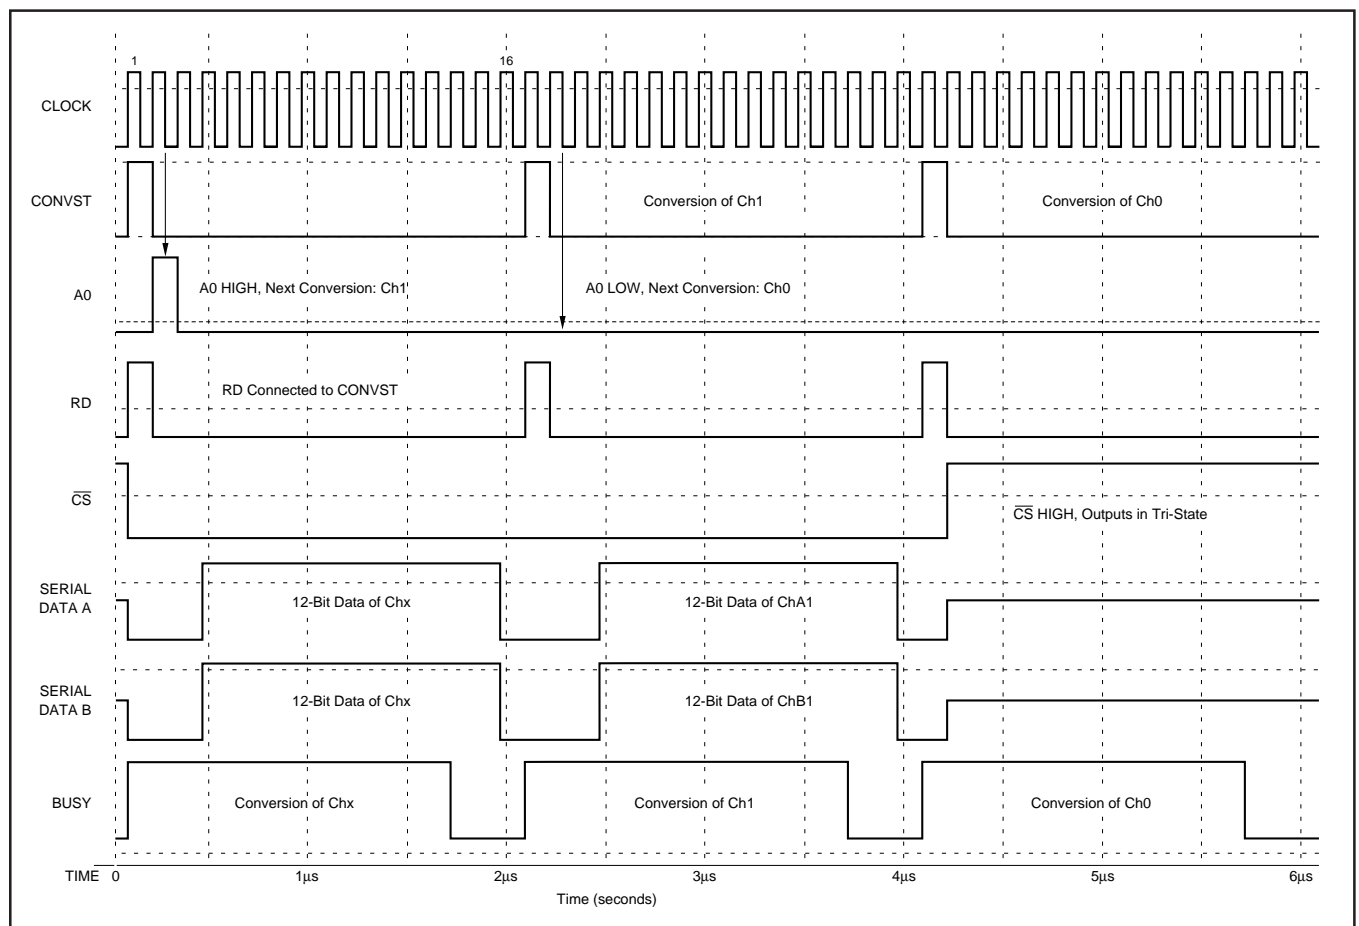 1
16
CLOCK
CONVST
Conversion of Ch1
Conversion of Ch0
A0
A0 HIGH, Next Conversion: Ch1
A0 LOW, Next Conversion: Ch0
RD
RD Connected to CONVST
CS
CS HIGH, Outputs in Tri-State
SERIAL
DATA A
12-Bit Data of Chx
12-Bit Data of ChA1
SERIAL
DATA B
12-Bit Data of Chx
12-Bit Data of ChB1
BUSY
Conversion of Chx
Conversion of Ch1
Conversion of Ch0
TIME 0 1μs 2μs 3μs 4μs 5μs 6μs
Time (seconds)